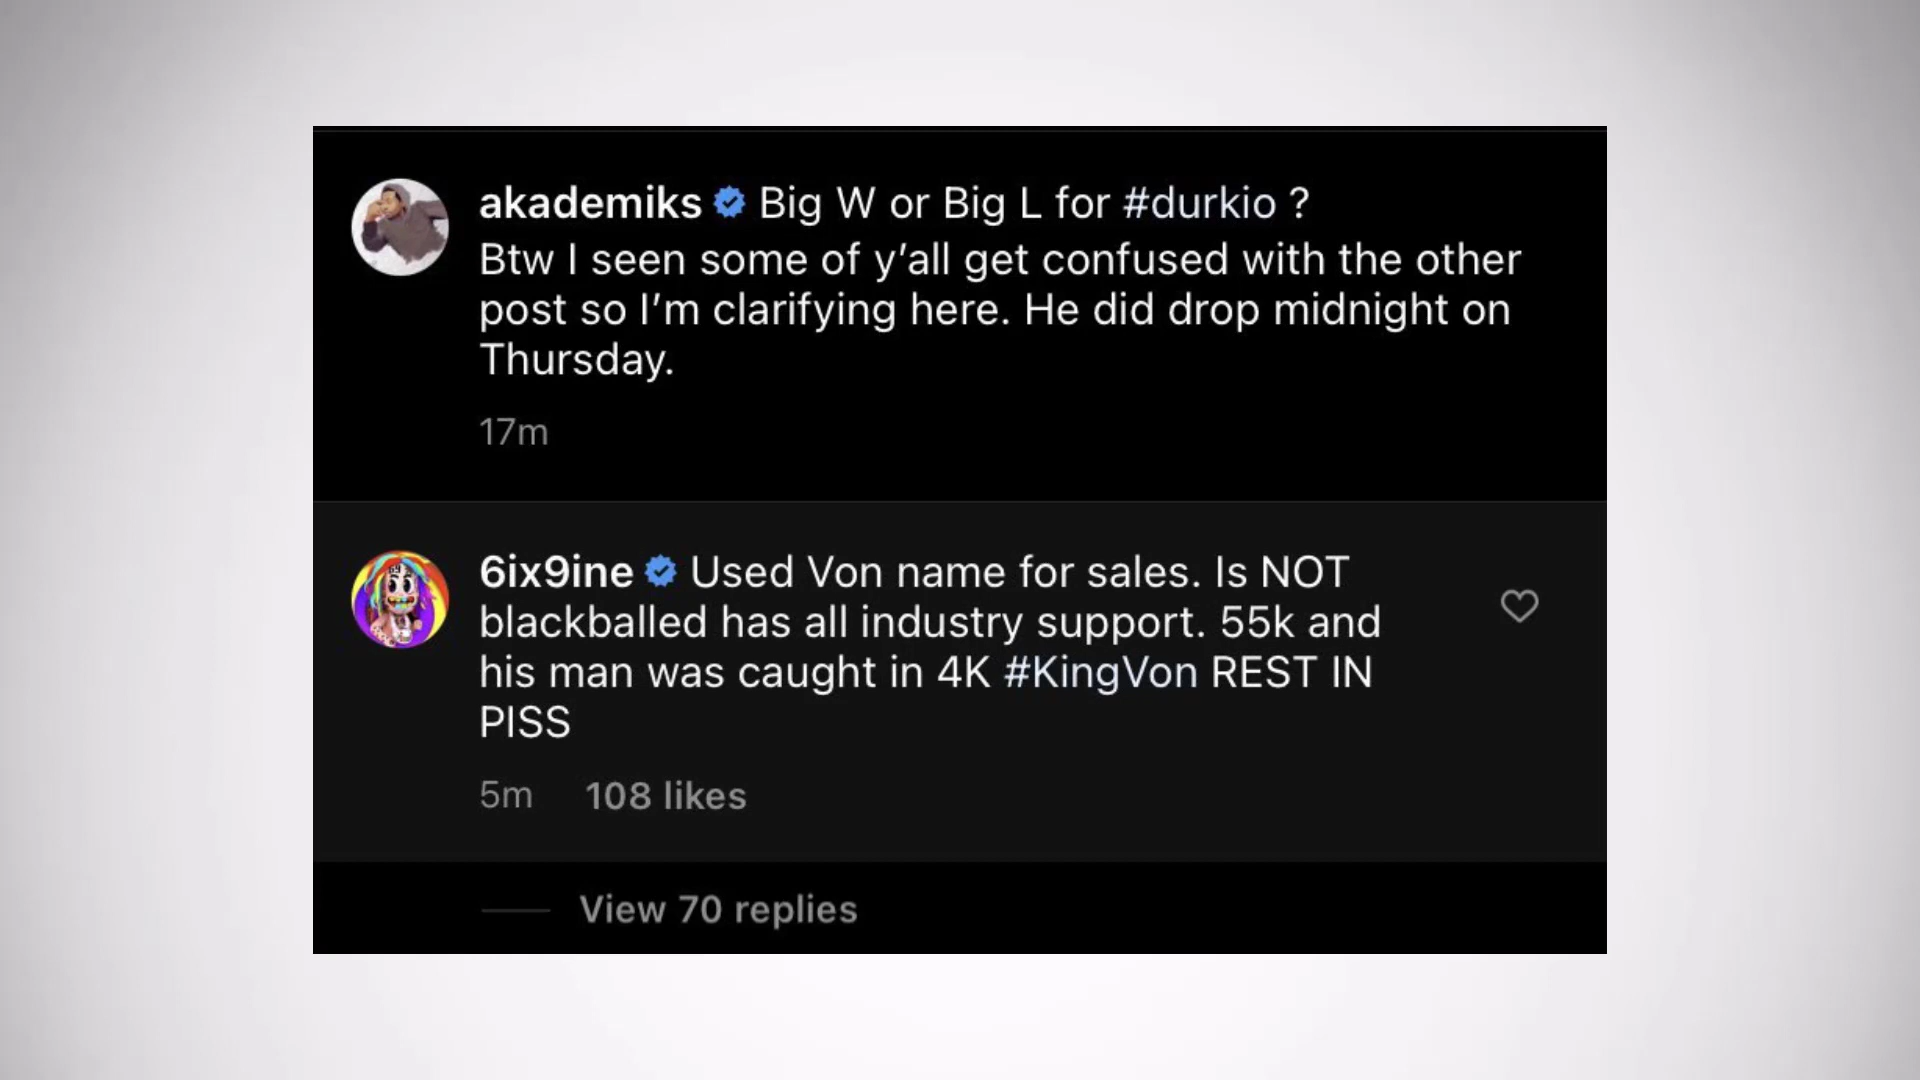 akademiks Big W or Big L for #durkio ?
Btw I seen some of y’all get confused with the other
post so I’m clarifying here. He did drop midnight on
Thursday.
17m
6ix9ine Used Von name for sales. Is NOT
blackballed has all industry support. 55k and
his man was caught in 4K #KingVon REST IN
PISS
5m 108 likes
View 70 replies